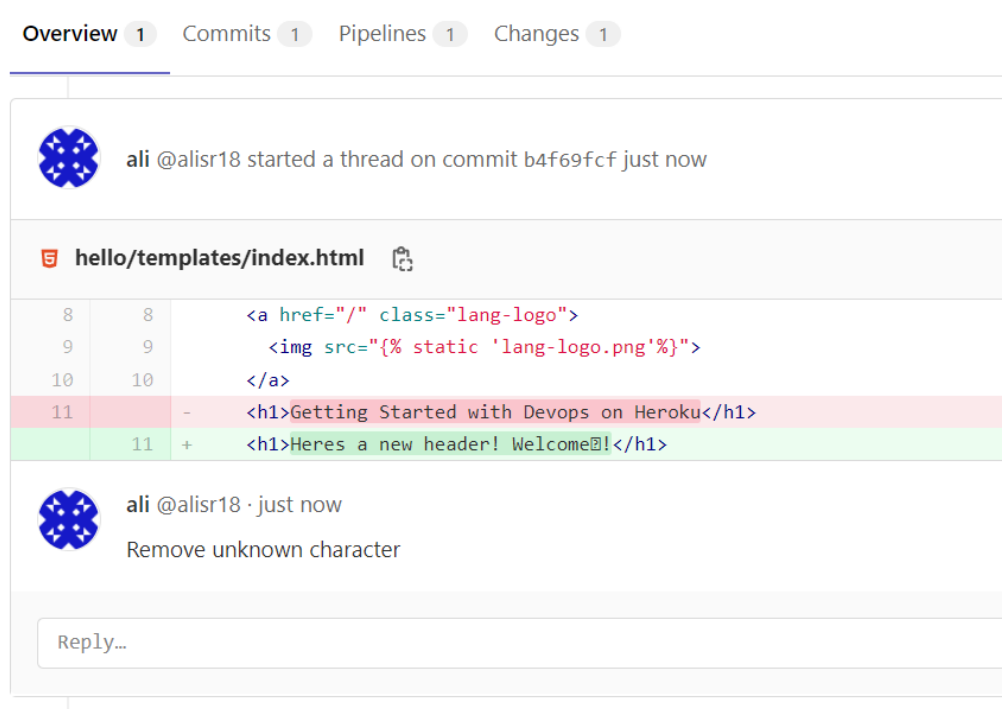 Overview 1 Commits 1 Pipelines 1 Changes 1
ali @alisr18 started a thread on commit b4f69fcf just now
hello/templates/index.html
8 8 <a href="/" class="lang-logo">
9 9 <img src="{% static 'lang-logo.png'%}">
10 10 </a>
11 - <h1>Getting Started with Devops on Heroku</h1>
11 + <h1>Heres a new header! Welcome⍰!</h1>
ali @alisr18 · just now
Remove unknown character
Reply…